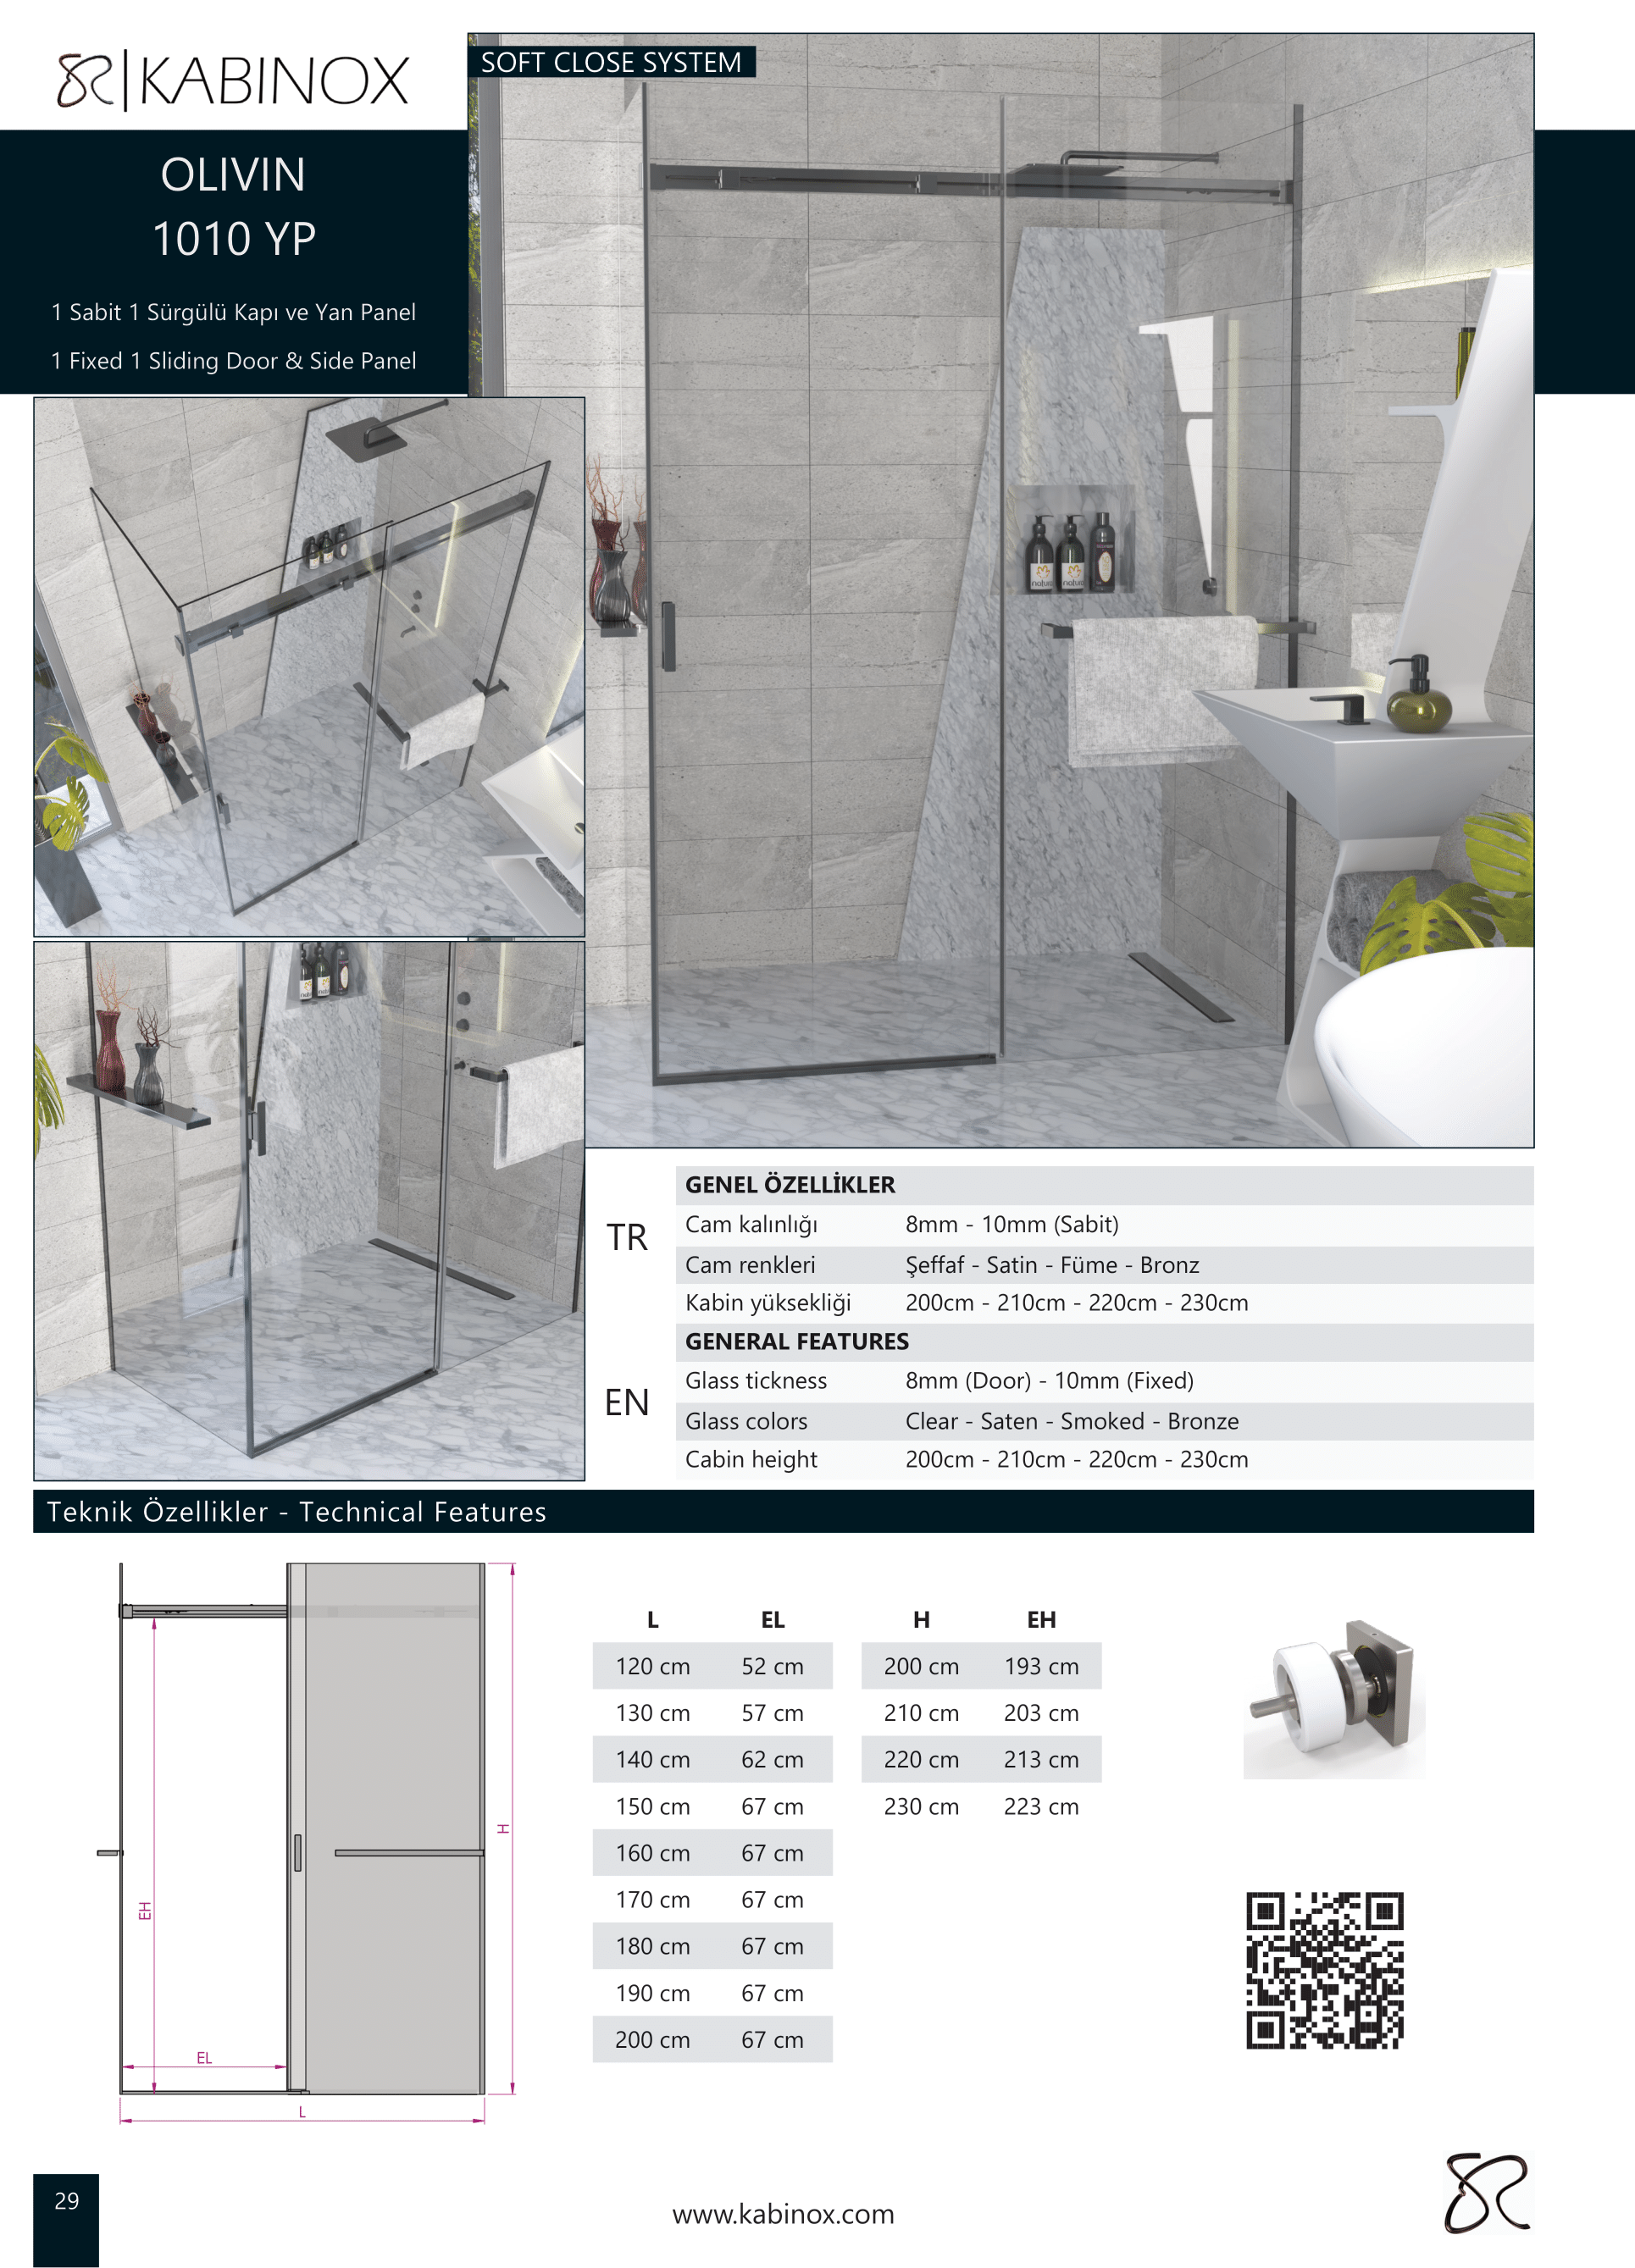 KABINOX
SOFT CLOSE SYSTEM
OLIVIN
1010 YP
1 Sabit 1 Sürgülü Kapı ve Yan Panel
1 Fixed 1 Sliding Door & Side Panel
TR
GENEL ÖZELLİKLER
Cam kalınlığı 8mm - 10mm (Sabit)
Cam renkleri Şeffaf - Satin - Füme - Bronz
Kabin yüksekliği 200cm - 210cm - 220cm - 230cm
EN
GENERAL FEATURES
Glass tickness 8mm (Door) - 10mm (Fixed)
Glass colors Clear - Saten - Smoked - Bronze
Cabin height 200cm - 210cm - 220cm - 230cm
Teknik Özellikler - Technical Features
H
EH
EL
L
L EL H EH
120 cm 52 cm 200 cm 193 cm
130 cm 57 cm 210 cm 203 cm
140 cm 62 cm 220 cm 213 cm
150 cm 67 cm 230 cm 223 cm
160 cm 67 cm
170 cm 67 cm
180 cm 67 cm
190 cm 67 cm
200 cm 67 cm
29
www.kabinox.com